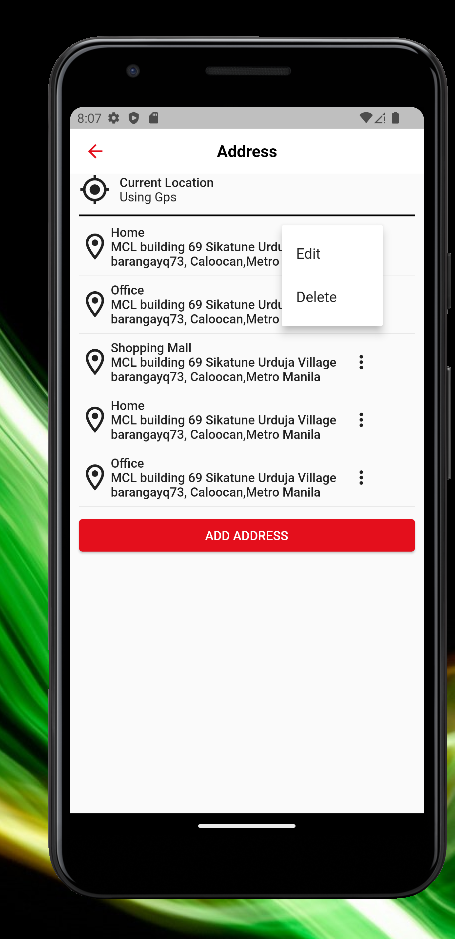 8:07
Address
Current Location
Using Gps
Home
MCL building 69 Sikatune Urdu
barangayq73, Caloocan,Metro
Edit
Delete
Office
MCL building 69 Sikatune Urdu
barangayq73, Caloocan,Metro
Shopping Mall
MCL building 69 Sikatune Urduja Village
barangayq73, Caloocan,Metro Manila
Home
MCL building 69 Sikatune Urduja Village
barangayq73, Caloocan,Metro Manila
Office
MCL building 69 Sikatune Urduja Village
barangayq73, Caloocan,Metro Manila
ADD ADDRESS